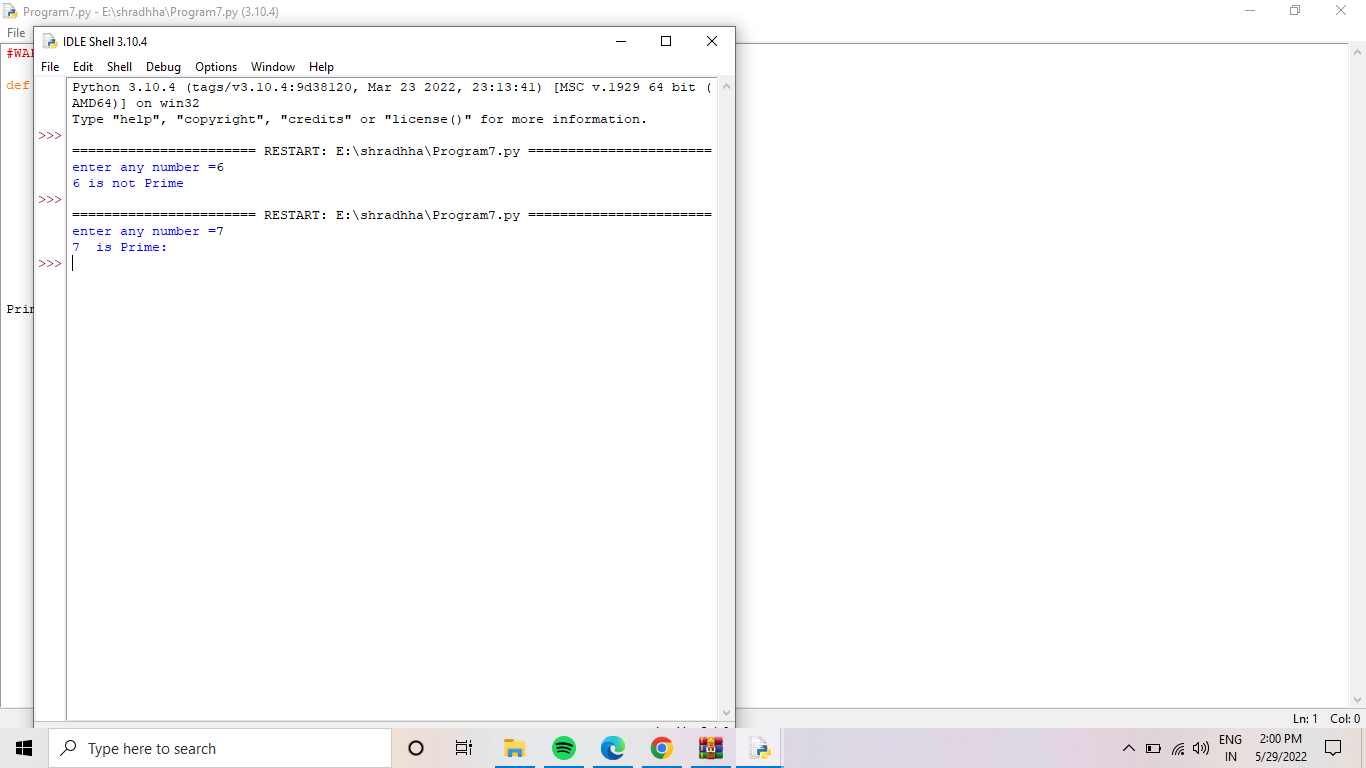 Program7.py - E:\shradhha\Program7.py (3.10.4)
File
#WAP
def
Prim
IDLE Shell 3.10.4
File Edit Shell Debug Options Window Help
Python 3.10.4 (tags/v3.10.4:9d38120, Mar 23 2022, 23:13:41) [MSC v.1929 64 bit (
AMD64)] on win32
Type "help", "copyright", "credits" or "license()" for more information.
>>>
======================= RESTART: E:\shradhha\Program7.py =======================
enter any number =6
6 is not Prime
>>>
======================= RESTART: E:\shradhha\Program7.py =======================
enter any number =7
7  is Prime:
>>>
Ln: 1 Col: 0
Type here to search
ENG
IN
2:00 PM
5/29/2022